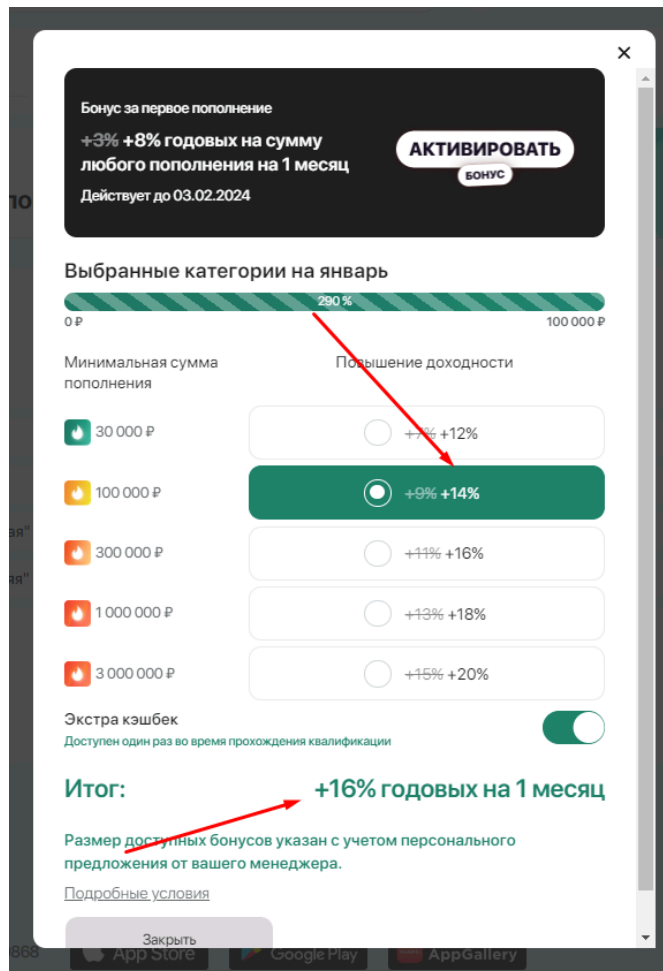 Бонус за первое пополнение
+3% +8% годовых на сумму
любого пополнения на 1 месяц
Действует до 03.02.2024
АКТИВИРОВАТЬ
БОНУС
по
Выбранные категории на январь
290 %
0 ₽ 100 000 ₽
Минимальная сумма
пополнения
Повышение доходности
30 000 ₽ +7% +12%
100 000 ₽ +9% +14%
ая"
300 000 ₽ +11% +16%
яя"
1 000 000 ₽ +13% +18%
3 000 000 ₽ +15% +20%
Экстра кэшбек
Доступен один раз во время прохождения квалификации
Итог: +16% годовых на 1 месяц
Размер доступных бонусов указан с учетом персонального
предложения от вашего менеджера.
Подробные условия
Закрыть
0868 App Store Google Play AppGallery